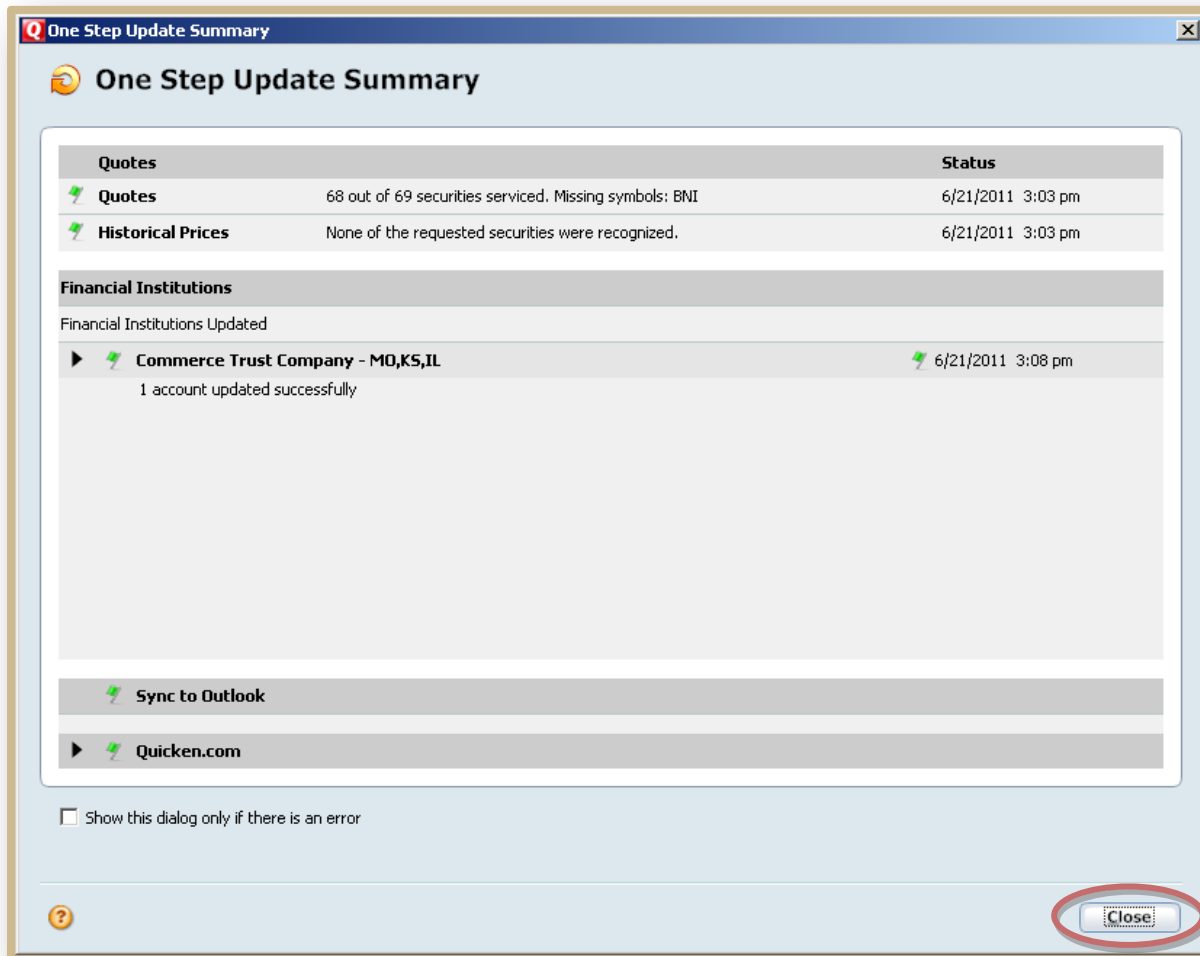 Q One Step Update Summary
One Step Update Summary
Quotes Status
Quotes 68 out of 69 securities serviced. Missing symbols: BNI 6/21/2011 3:03 pm
Historical Prices None of the requested securities were recognized. 6/21/2011 3:03 pm
Financial Institutions
Financial Institutions Updated
Commerce Trust Company - MO,KS,IL 6/21/2011 3:08 pm
1 account updated successfully
Sync to Outlook
Quicken.com
Show this dialog only if there is an error
? Close